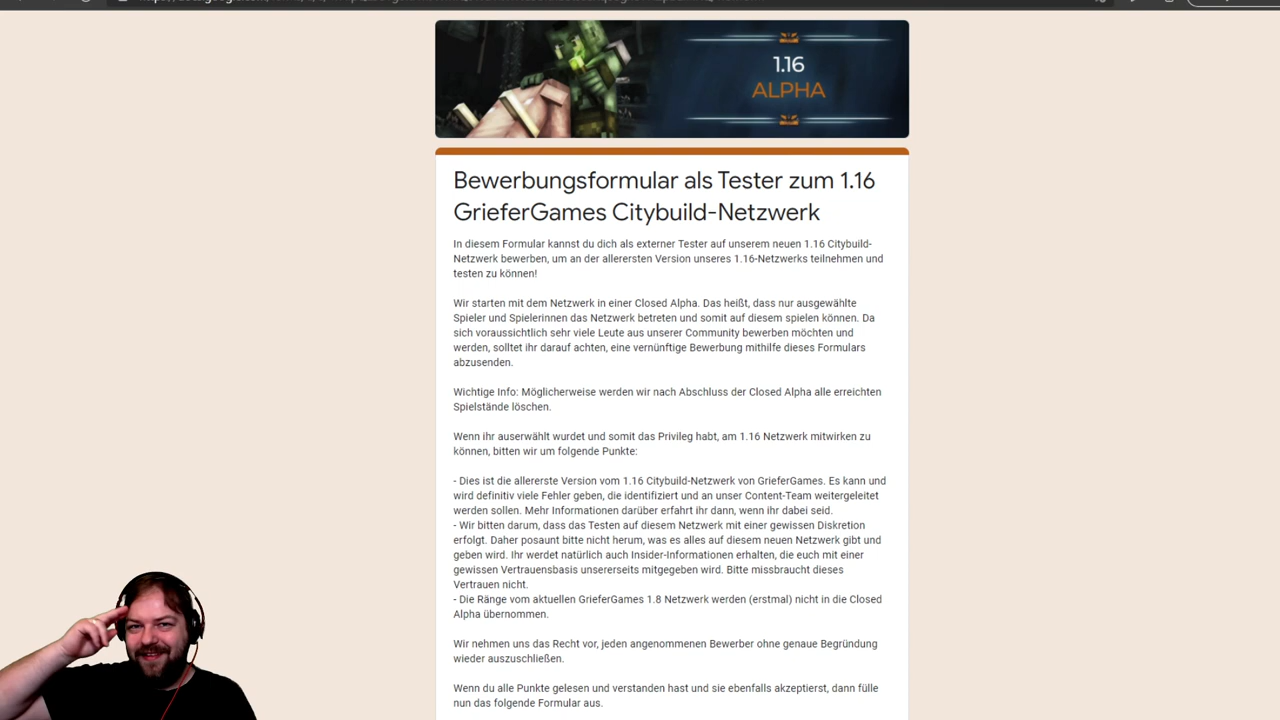 1.16
ALPHA
Bewerbungsformular als Tester zum 1.16
GrieferGames Citybuild-Netzwerk
In diesem Formular kannst du dich als externer Tester auf unserem neuen 1.16 Citybuild-
Netzwerk bewerben, um an der allerersten Version unseres 1.16-Netzwerks teilnehmen und
testen zu können!
Wir starten mit dem Netzwerk in einer Closed Alpha. Das heißt, dass nur ausgewählte
Spieler und Spielerinnen das Netzwerk betreten und somit auf diesem spielen können. Da
sich voraussichtlich sehr viele Leute aus unserer Community bewerben möchten und
werden, solltet ihr darauf achten, eine vernünftige Bewerbung mithilfe dieses Formulars
abzusenden.
Wichtige Info: Möglicherweise werden wir nach Abschluss der Closed Alpha alle erreichten
Spielstände löschen.
Wenn ihr auserwählt wurdet und somit das Privileg habt, am 1.16 Netzwerk mitwirken zu
können, bitten wir um folgende Punkte:
- Dies ist die allererste Version vom 1.16 Citybuild-Netzwerk von GrieferGames. Es kann und
wird definitiv viele Fehler geben, die identifiziert und an unser Content-Team weitergeleitet
werden sollen. Mehr Informationen darüber erfahrt ihr dann, wenn ihr dabei seid.
- Wir bitten darum, dass das Testen auf diesem Netzwerk mit einer gewissen Diskretion
erfolgt. Daher posaunt bitte nicht herum, was es alles auf diesem neuen Netzwerk gibt und
geben wird. Ihr werdet natürlich auch Insider-Informationen erhalten, die euch mit einer
gewissen Vertrauensbasis unsererseits mitgegeben wird. Bitte missbraucht dieses
Vertrauen nicht.
- Die Ränge vom aktuellen GrieferGames 1.8 Netzwerk werden (erstmal) nicht in die Closed
Alpha übernommen.
Wir nehmen uns das Recht vor, jeden angenommenen Bewerber ohne genaue Begründung
wieder auszuschließen.
Wenn du alle Punkte gelesen und verstanden hast und sie ebenfalls akzeptierst, dann fülle
nun das folgende Formular aus.